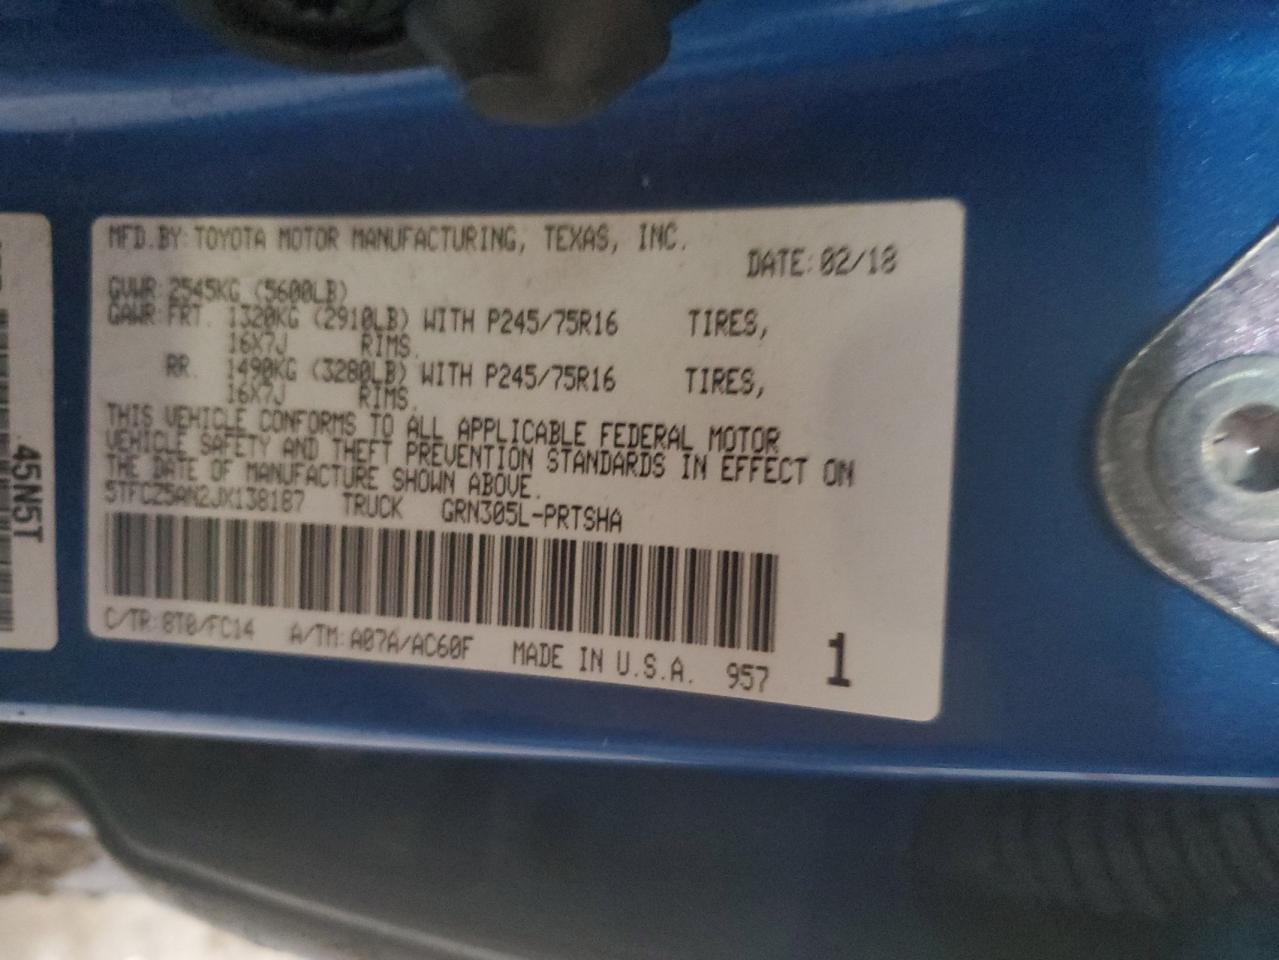 MFD.BY: TOYOTA MOTOR MANUFACTURING, TEXAS, INC.
DATE: 02/18
GVWR: 2545KG (5600LB)
GAWR: FRT. 1320KG (2910LB) WITH P245/75R16 TIRES,
16X7J RIMS.
RR. 1490KG (3280LB) WITH P245/75R16 TIRES,
16X7J RIMS.
THIS VEHICLE CONFORMS TO ALL APPLICABLE FEDERAL MOTOR
VEHICLE SAFETY AND THEFT PREVENTION STANDARDS IN EFFECT ON
THE DATE OF MANUFACTURE SHOWN ABOVE.
5TFCZ5AN2JX138187 TRUCK GRN305L-PRTSHA
C/TR: 8T8/FC14 A/TM: A07A/AC60F MADE IN U.S.A. 957
1
45N5T